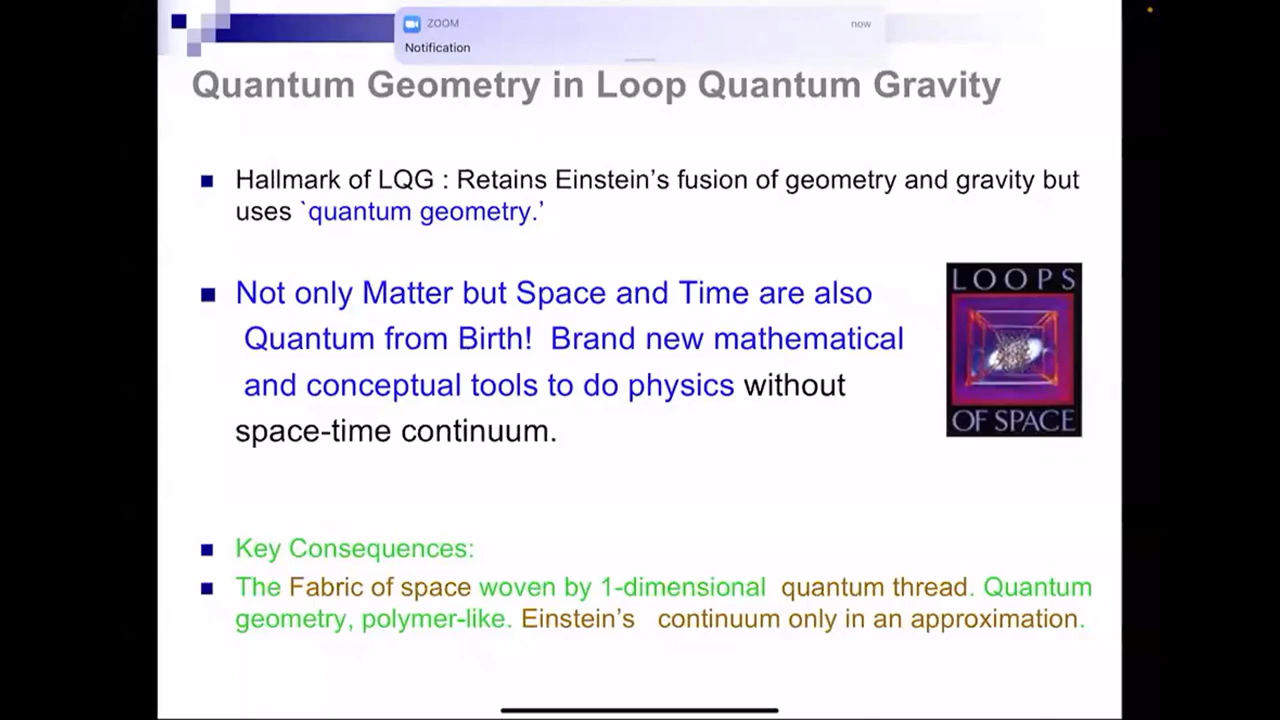 ZOOM
now
Notification
Quantum Geometry in Loop Quantum Gravity
Hallmark of LQG : Retains Einstein’s fusion of geometry and gravity but
uses `quantum geometry.’
Not only Matter but Space and Time are also
Quantum from Birth! Brand new mathematical
and conceptual tools to do physics without
space-time continuum.
LOOPS
OF SPACE
Key Consequences:
The Fabric of space woven by 1-dimensional quantum thread. Quantum
geometry, polymer-like. Einstein’s continuum only in an approximation.